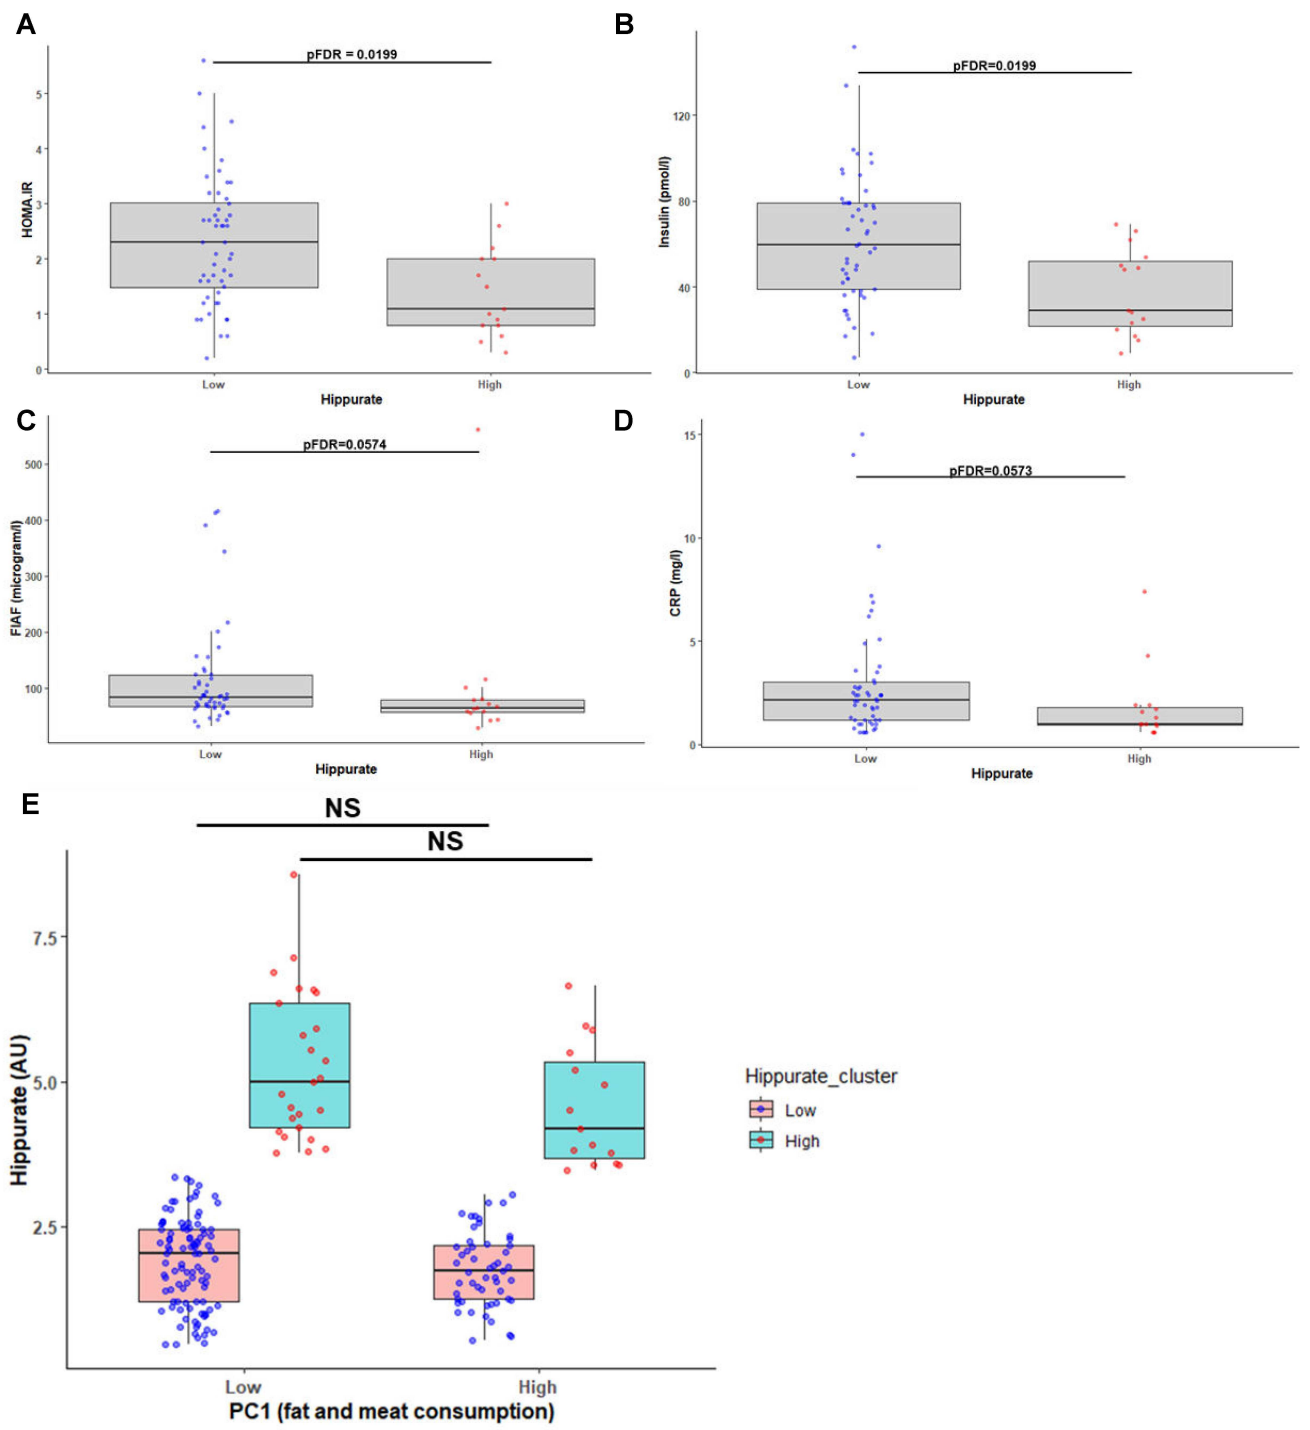 A
pFDR = 0.0199
HOMA.IR
5
4
3
2
1
0
Low
High
Hippurate
B
pFDR=0.0199
Insulin (pmol/l)
120
80
40
0
Low
High
Hippurate
C
pFDR=0.0574
FIAF (microgram/l)
500
400
300
200
100
Low
High
Hippurate
D
pFDR=0.0573
CRP (mg/l)
15
10
5
0
Low
High
Hippurate
E
NS
NS
Hippurate (AU)
7.5
5.0
2.5
Low
High
PC1 (fat and meat consumption)
Hippurate_cluster
Low
High